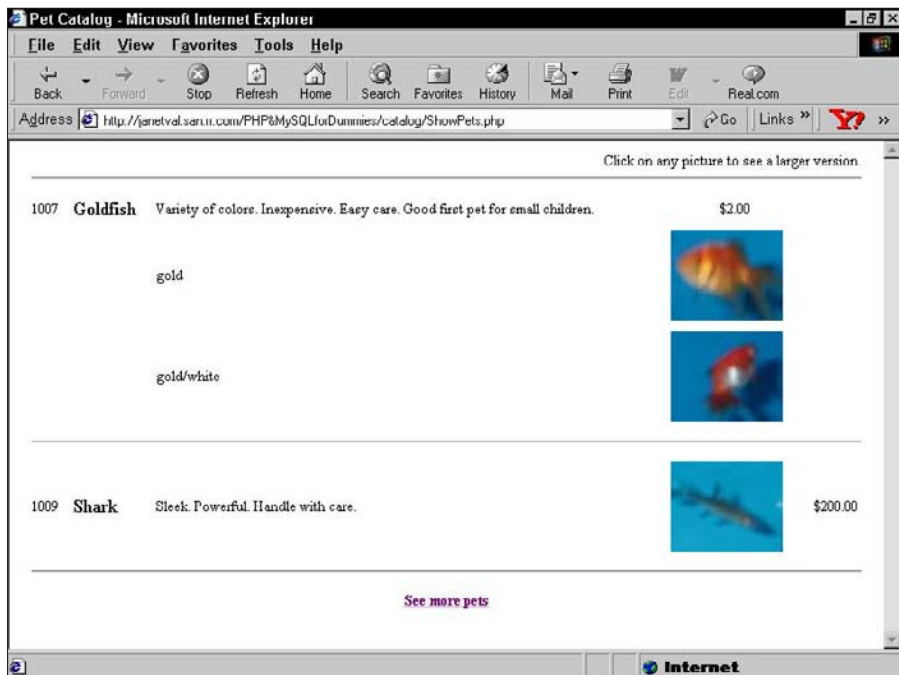 Pet Catalog - Microsoft Internet Explorer
File Edit View Favorites Tools Help
Back Forward Stop Refresh Home Search Favorites History Mail Print Edit Real.com
Address http://janetval.san.rr.com/PHP&MySQLforDummies/catalog/ShowPets.php Go Links »
Click on any picture to see a larger version.
1007 Goldfish Variety of colors. Inexpensive. Easy care. Good first pet for small children. $2.00
gold
gold/white
1009 Shark Sleek. Powerful. Handle with care. $200.00
See more pets
Internet